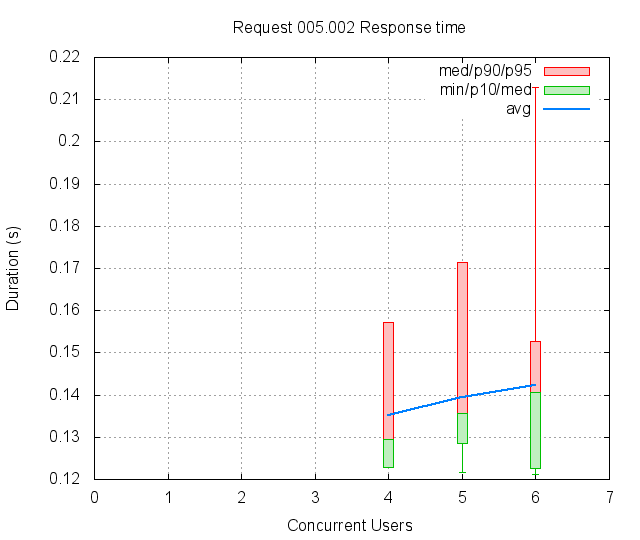 Request 005.002 Response time
0.22
0.21
0.2
0.19
0.18
0.17
0.16
0.15
0.14
0.13
0.12
Duration (s)
med/p90/p95
min/p10/med
avg
0 1 2 3 4 5 6 7
Concurrent Users